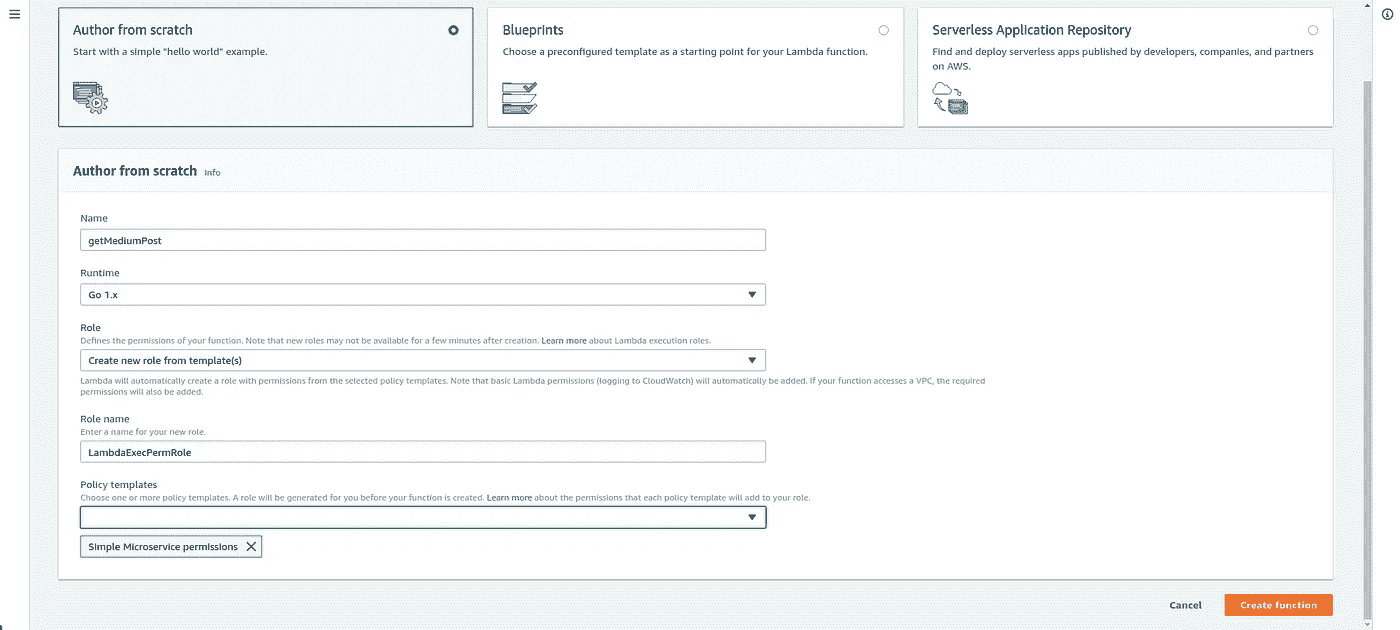 Author from scratch
Start with a simple "hello world" example.
Blueprints
Choose a preconfigured template as a starting point for your Lambda function.
Serverless Application Repository
Find and deploy serverless apps published by developers, companies, and partners
on AWS.
Author from scratch Info
Name
getMediumPost
Runtime
Go 1.x
Role
Defines the permissions of your function. Note that new roles may not be available for a few minutes after creation. Learn more about Lambda execution roles.
Create new role from template(s)
Lambda will automatically create a role with permissions from the selected policy templates. Note that basic Lambda permissions (logging to CloudWatch) will automatically be added. If your function accesses a VPC, the required
permissions will also be added.
Role name
Enter a name for your new role.
LambdaExecPermRole
Policy templates
Choose one or more policy templates. A role will be generated for you before your function is created. Learn more about the permissions that each policy template will add to your role.
Simple Microservice permissions
Cancel
Create function